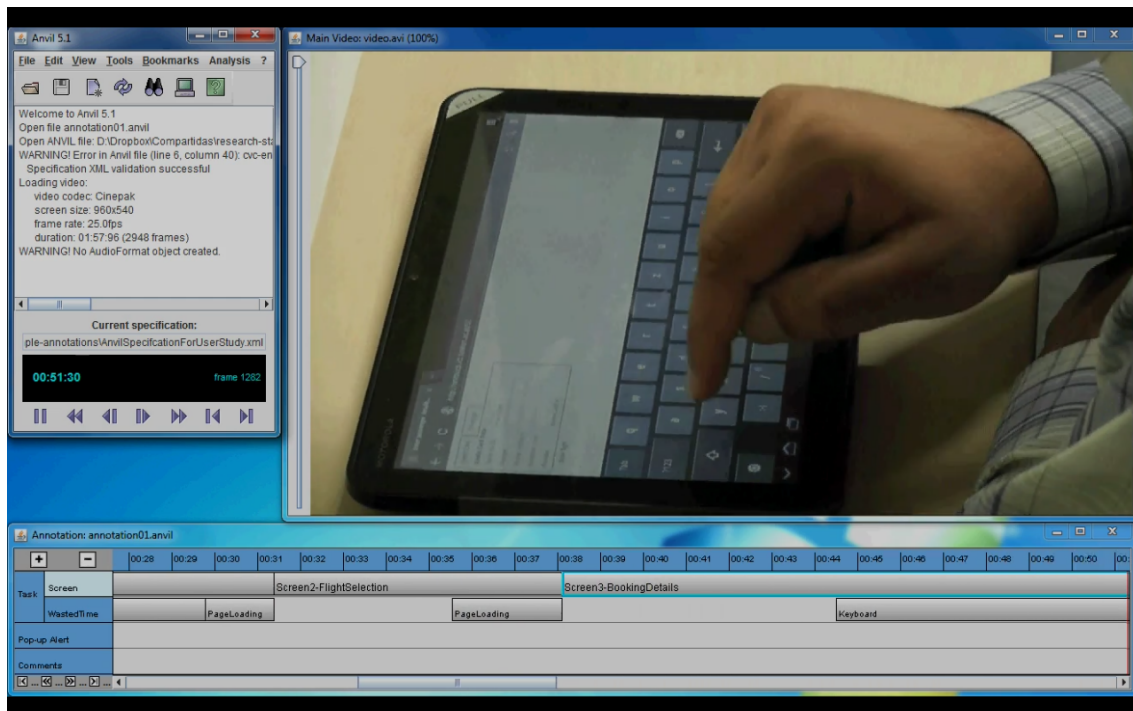 Anvil 5.1
File Edit View Tools Bookmarks Analysis ?
Welcome to Anvil 5.1
Open file annotation01.anvil
Open ANVIL file: D:\Dropbox\Compartidas\research-sta
WARNING! Error in Anvil file (line 6, column 40): cvc-en
Specification XML validation successful
Loading video:
video codec: Cinepak
screen size: 960x540
frame rate: 25.0fps
duration: 01:57:96 (2948 frames)
WARNING! No AudioFormat object created.
Current specification:
ple-annotations\AnvilSpecifcationForUserStudy.xml
00:51:30 frame 1282
Main Video: video.avi (100%)
PULL
Annotation: annotation01.anvil
00:28 00:29 00:30 00:31 00:32 00:33 00:34 00:35 00:36 00:37 00:38 00:39 00:40 00:41 00:42 00:43 00:44 00:45 00:46 00:47 00:48 00:49 00:50 00:
Task Screen Screen2-FlightSelection Screen3-BookingDetails
WastedTime PageLoading PageLoading Keyboard
Pop-up Alert
Comments